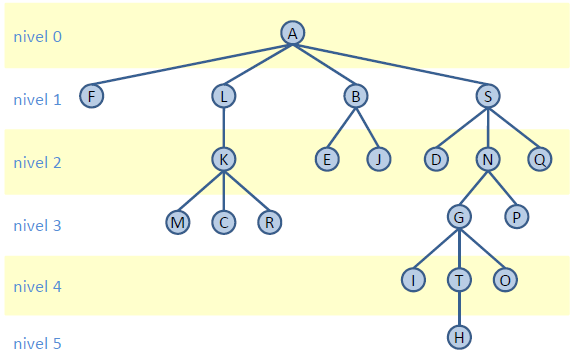 nivel 0 A
nivel 1 F L B S
nivel 2 K E J D N Q
nivel 3 M C R G P
nivel 4 I T O
nivel 5 H